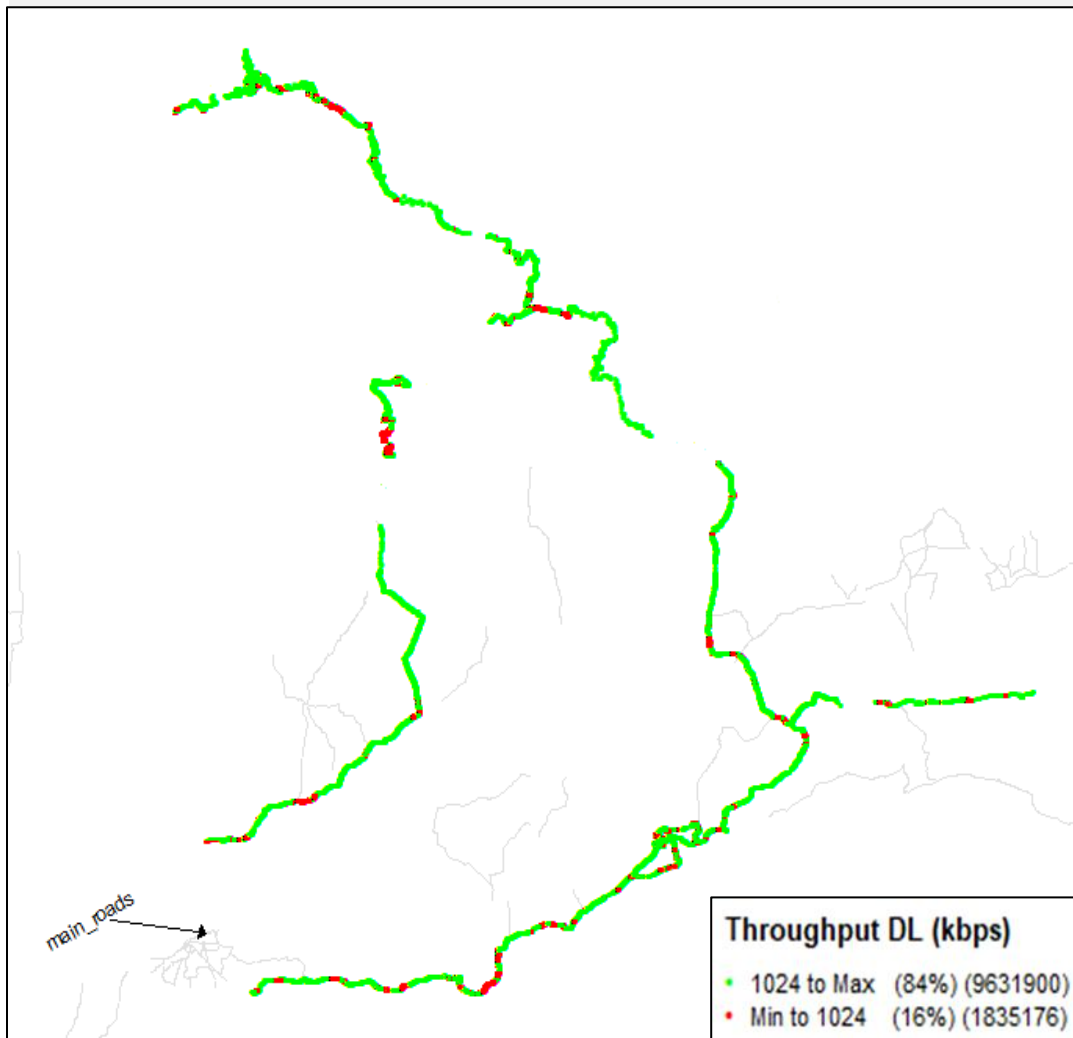 main_roads
Throughput DL (kbps)
1024 to Max (84%) (9631900)
Min to 1024 (16%) (1835176)